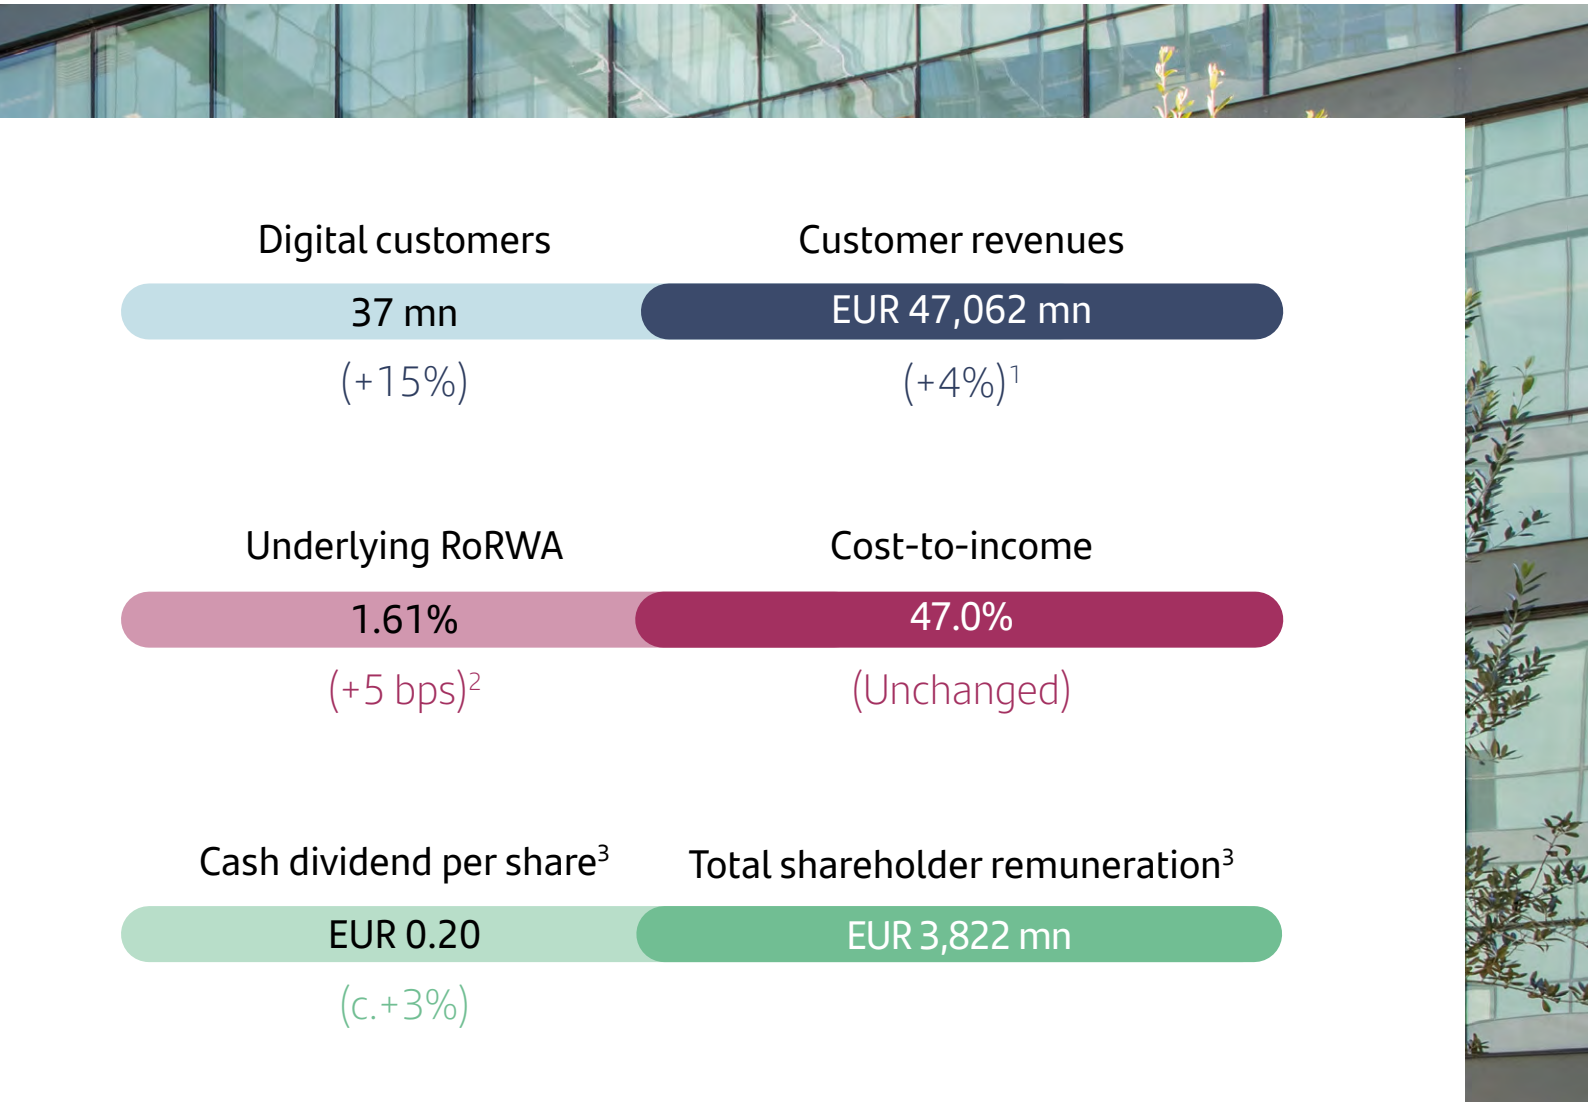 Digital customers
Customer revenues
37 mn
EUR 47,062 mn
(+15%)
(+4%)¹
Underlying RoRWA
Cost-to-income
1.61%
47.0%
(+5 bps)²
(Unchanged)
Cash dividend per share³
Total shareholder remuneration³
EUR 0.20
EUR 3,822 mn
(c.+3%)